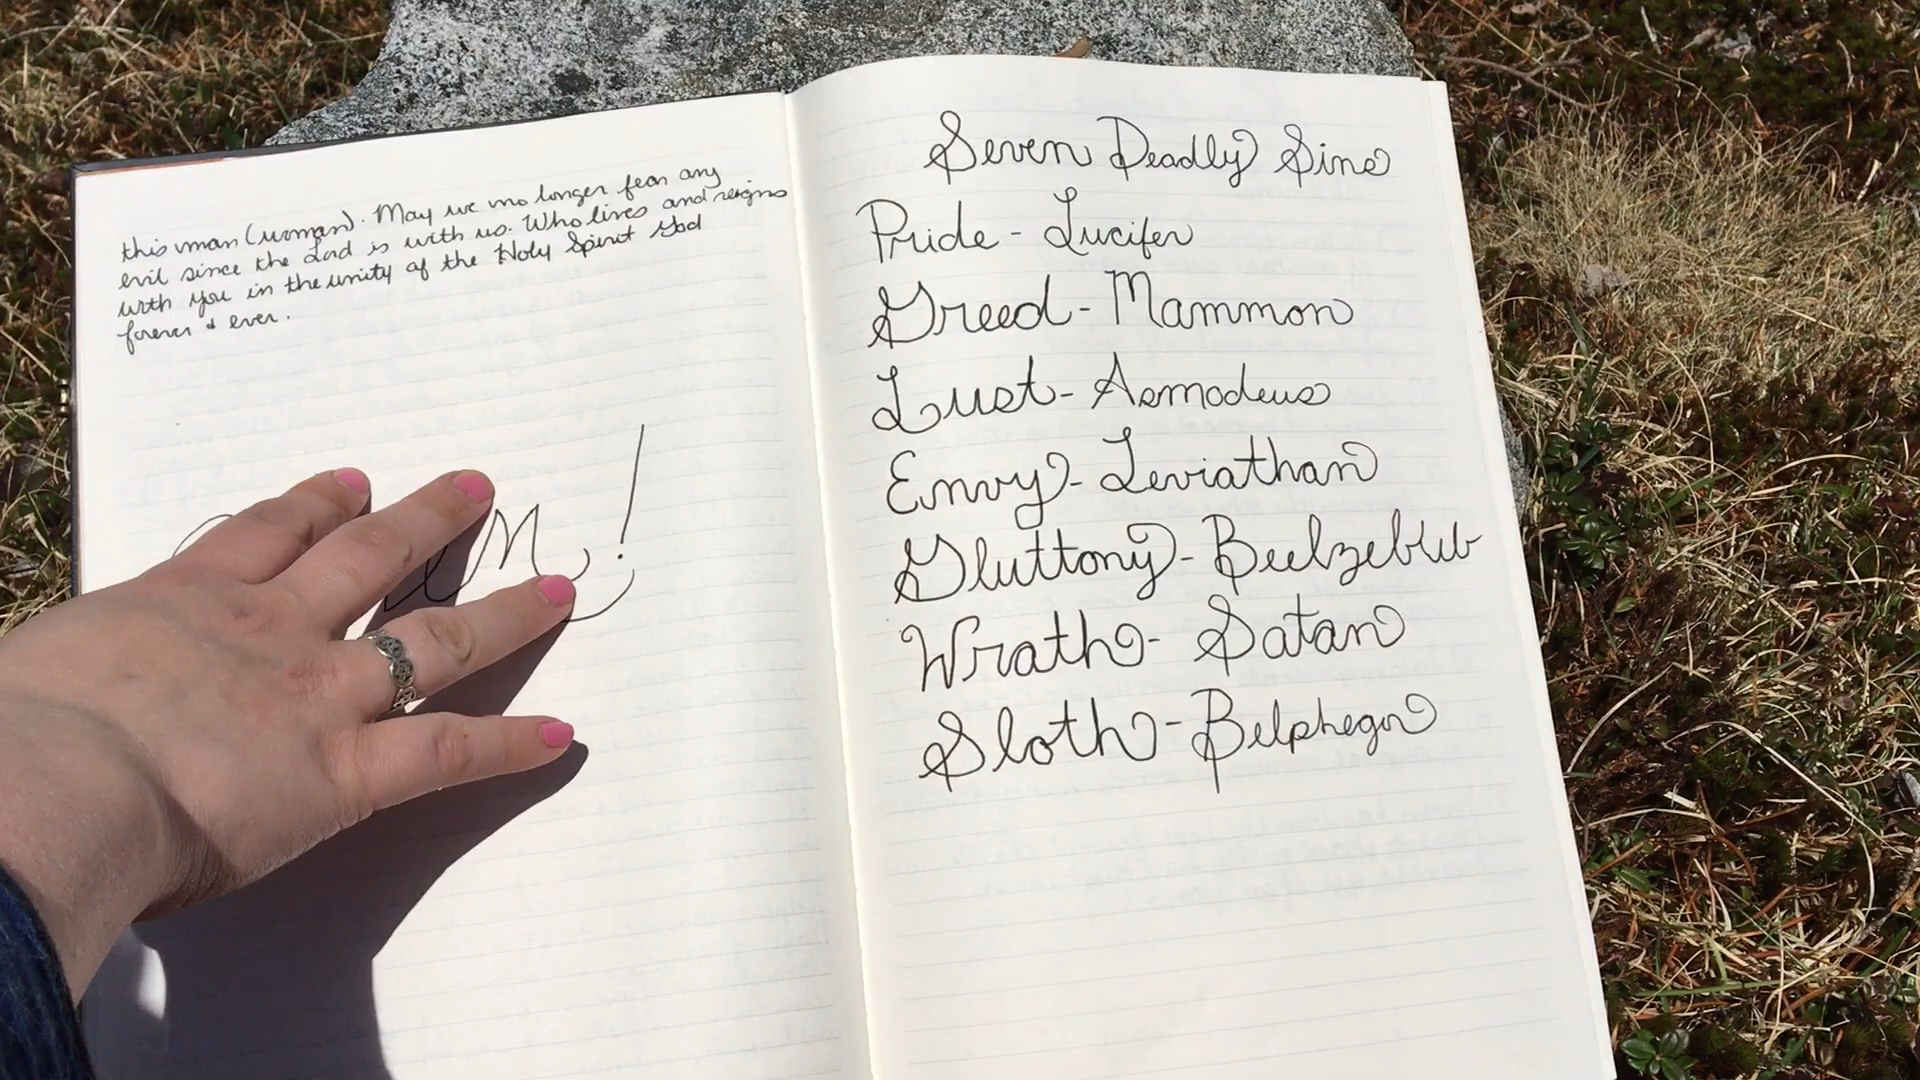 this man (woman). May we no longer fear any
evil since the Lord is with us. Who lives and reigns
with you in the unity of the Holy Spirit God
forever & ever.
Seven Deadly Sins
Pride - Lucifer
Greed - Mammon
Lust - Asmodeus
Envy - Leviathan
Gluttony - Beelzebub
Wrath - Satan
Sloth - Belphegor